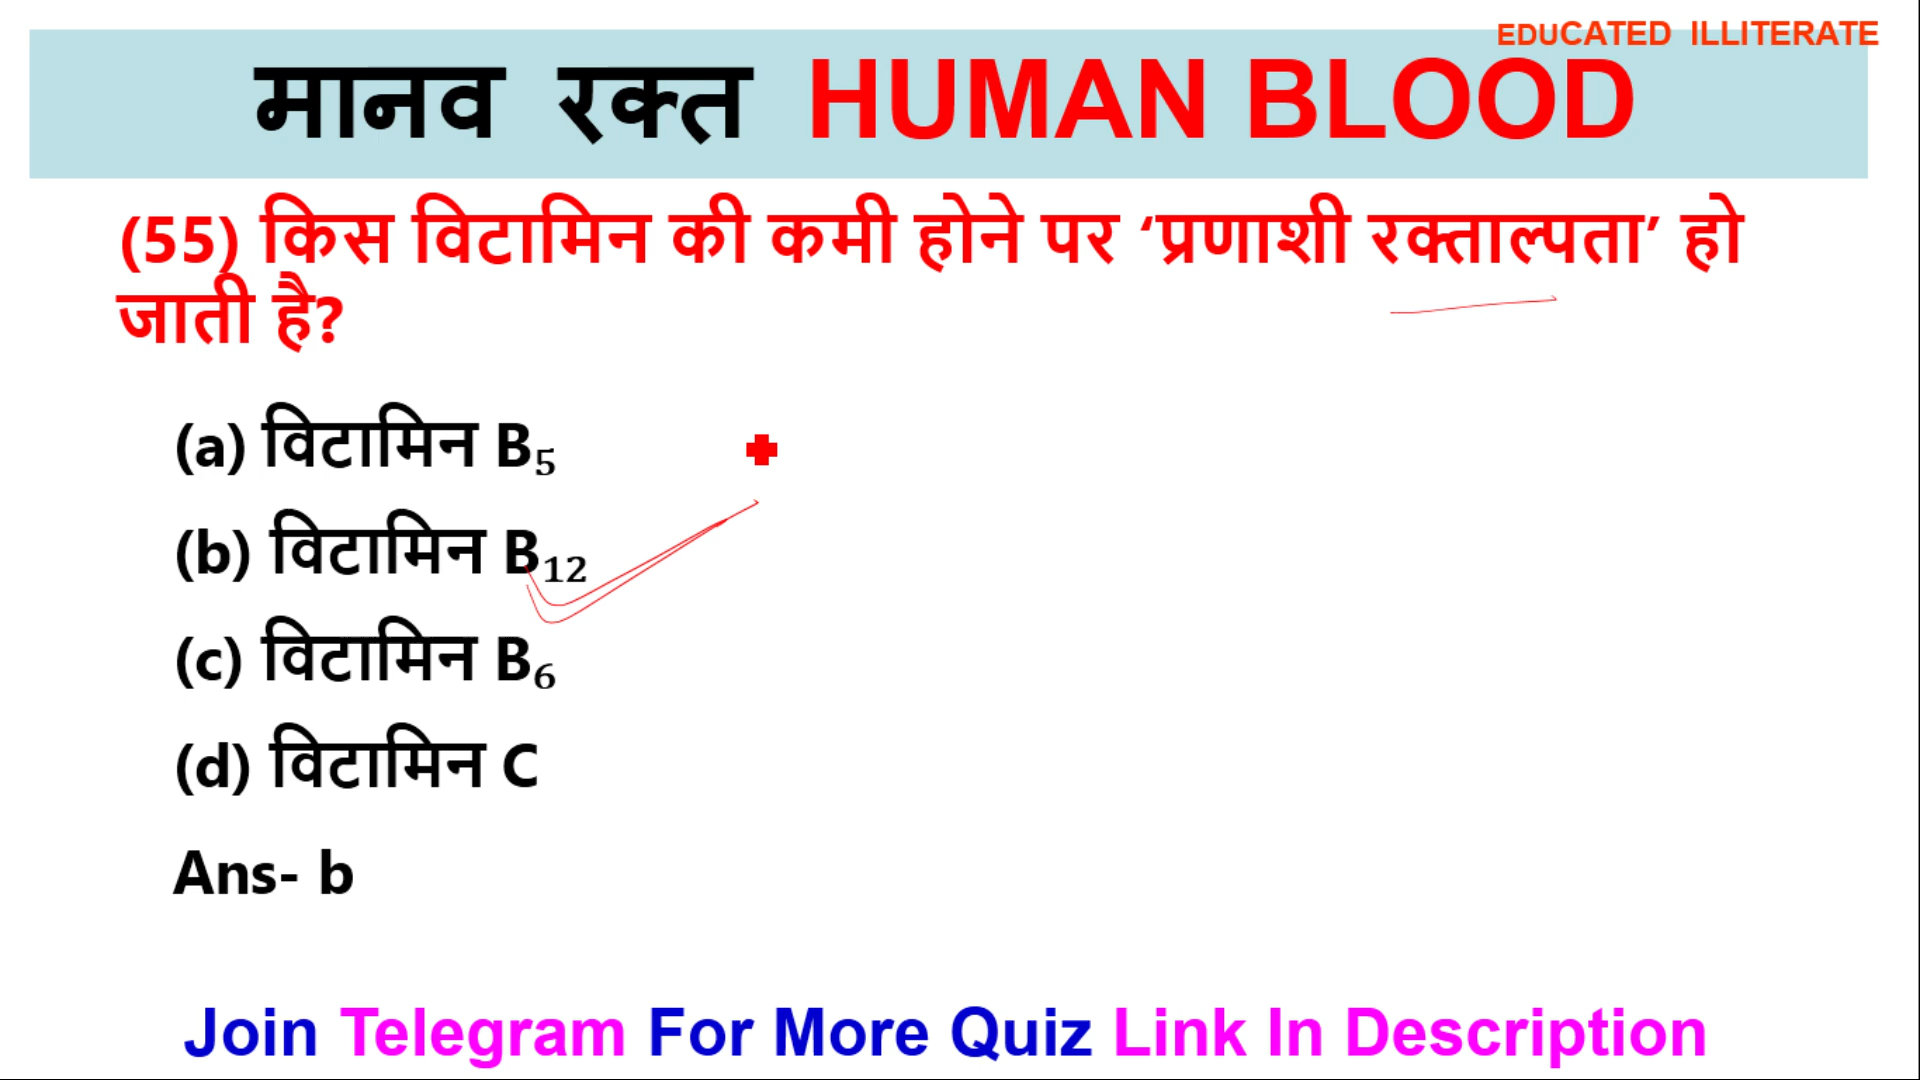 EDUCATED ILLITERATE
मानव रक्त HUMAN BLOOD
(55) किस विटामिन की कमी होने पर ‘प्रणाशी रक्ताल्पता’ हो
जाती है?
(a) विटामिन B₅
(b) विटामिन B₁₂
(c) विटामिन B₆
(d) विटामिन C
Ans- b
Join Telegram For More Quiz Link In Description